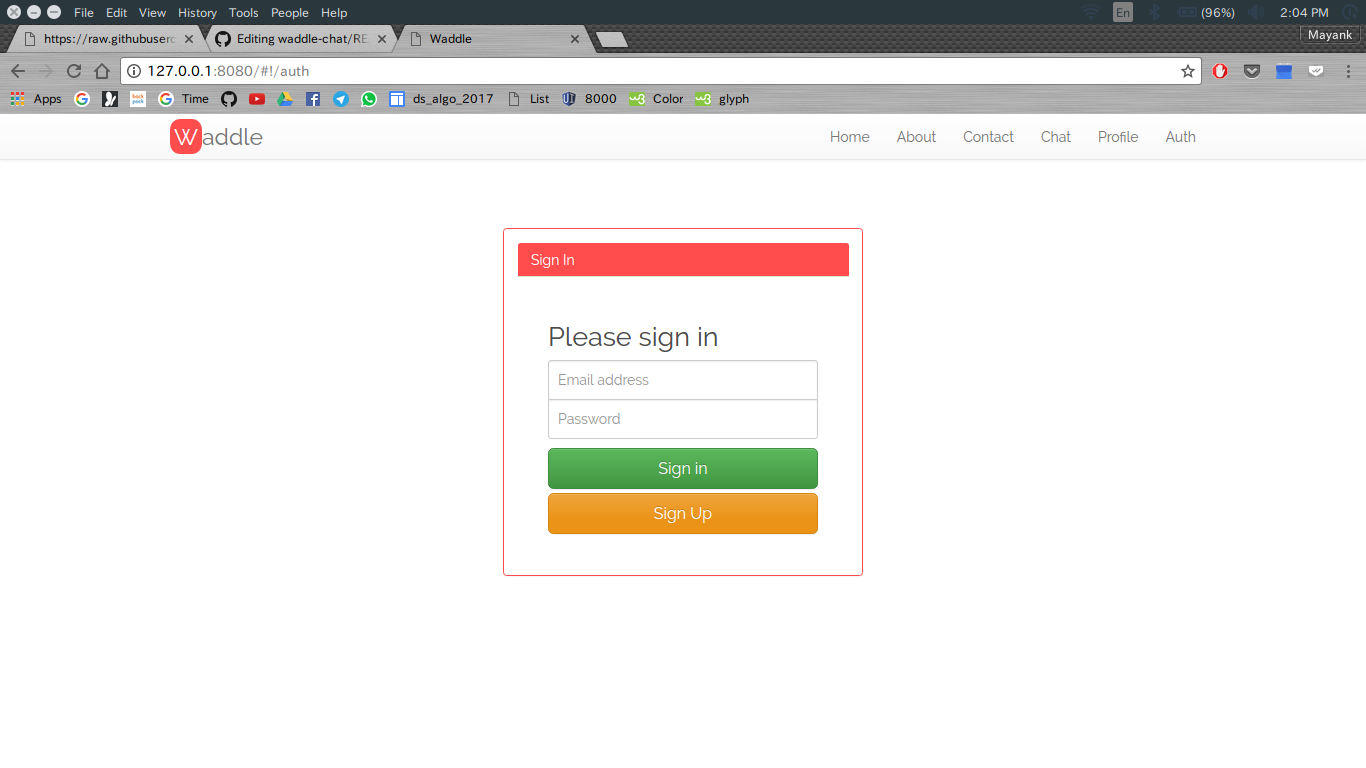 File Edit View History Tools People Help En (96%) 2:04 PM
https://raw.githubuserc Editing waddle-chat/RE Waddle Mayank
127.0.0.1:8080/#!/auth
Apps Time ds_algo_2017 List 8000 Color glyph
Waddle Home About Contact Chat Profile Auth
Sign In
Please sign in
Email address
Password
Sign in
Sign Up